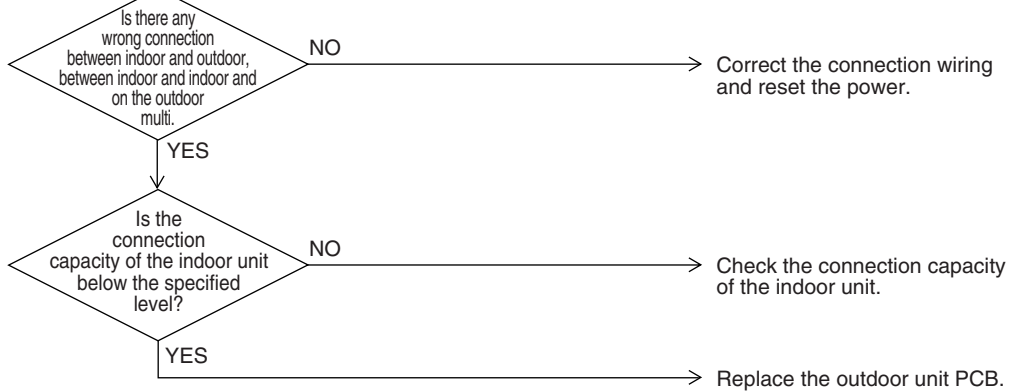 Is there any
wrong connection
between indoor and outdoor,
between indoor and indoor and
on the outdoor
multi.
NO
Correct the connection wiring
and reset the power.
YES
Is the
connection
capacity of the indoor unit
below the specified
level?
NO
Check the connection capacity
of the indoor unit.
YES
Replace the outdoor unit PCB.